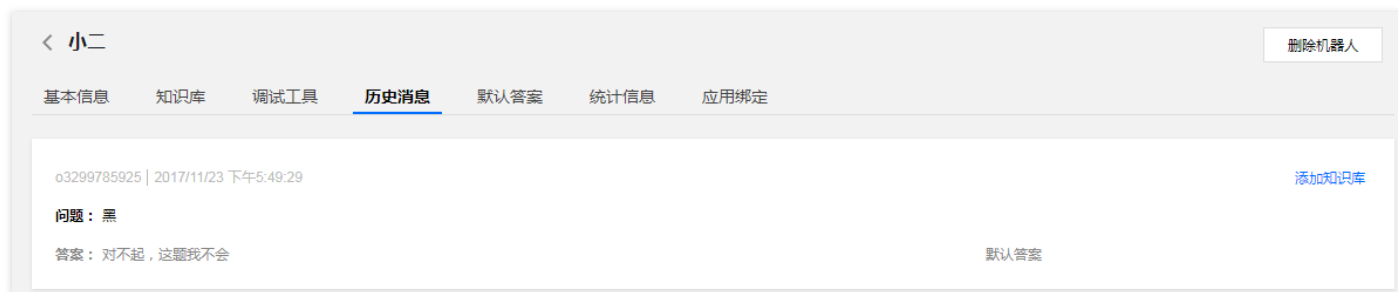 小二
删除机器人
基本信息 知识库 调试工具 历史消息 默认答案 统计信息 应用绑定
o3299785925 | 2017/11/23 下午5:49:29
添加知识库
问题：黑
答案：对不起，这题我不会
默认答案